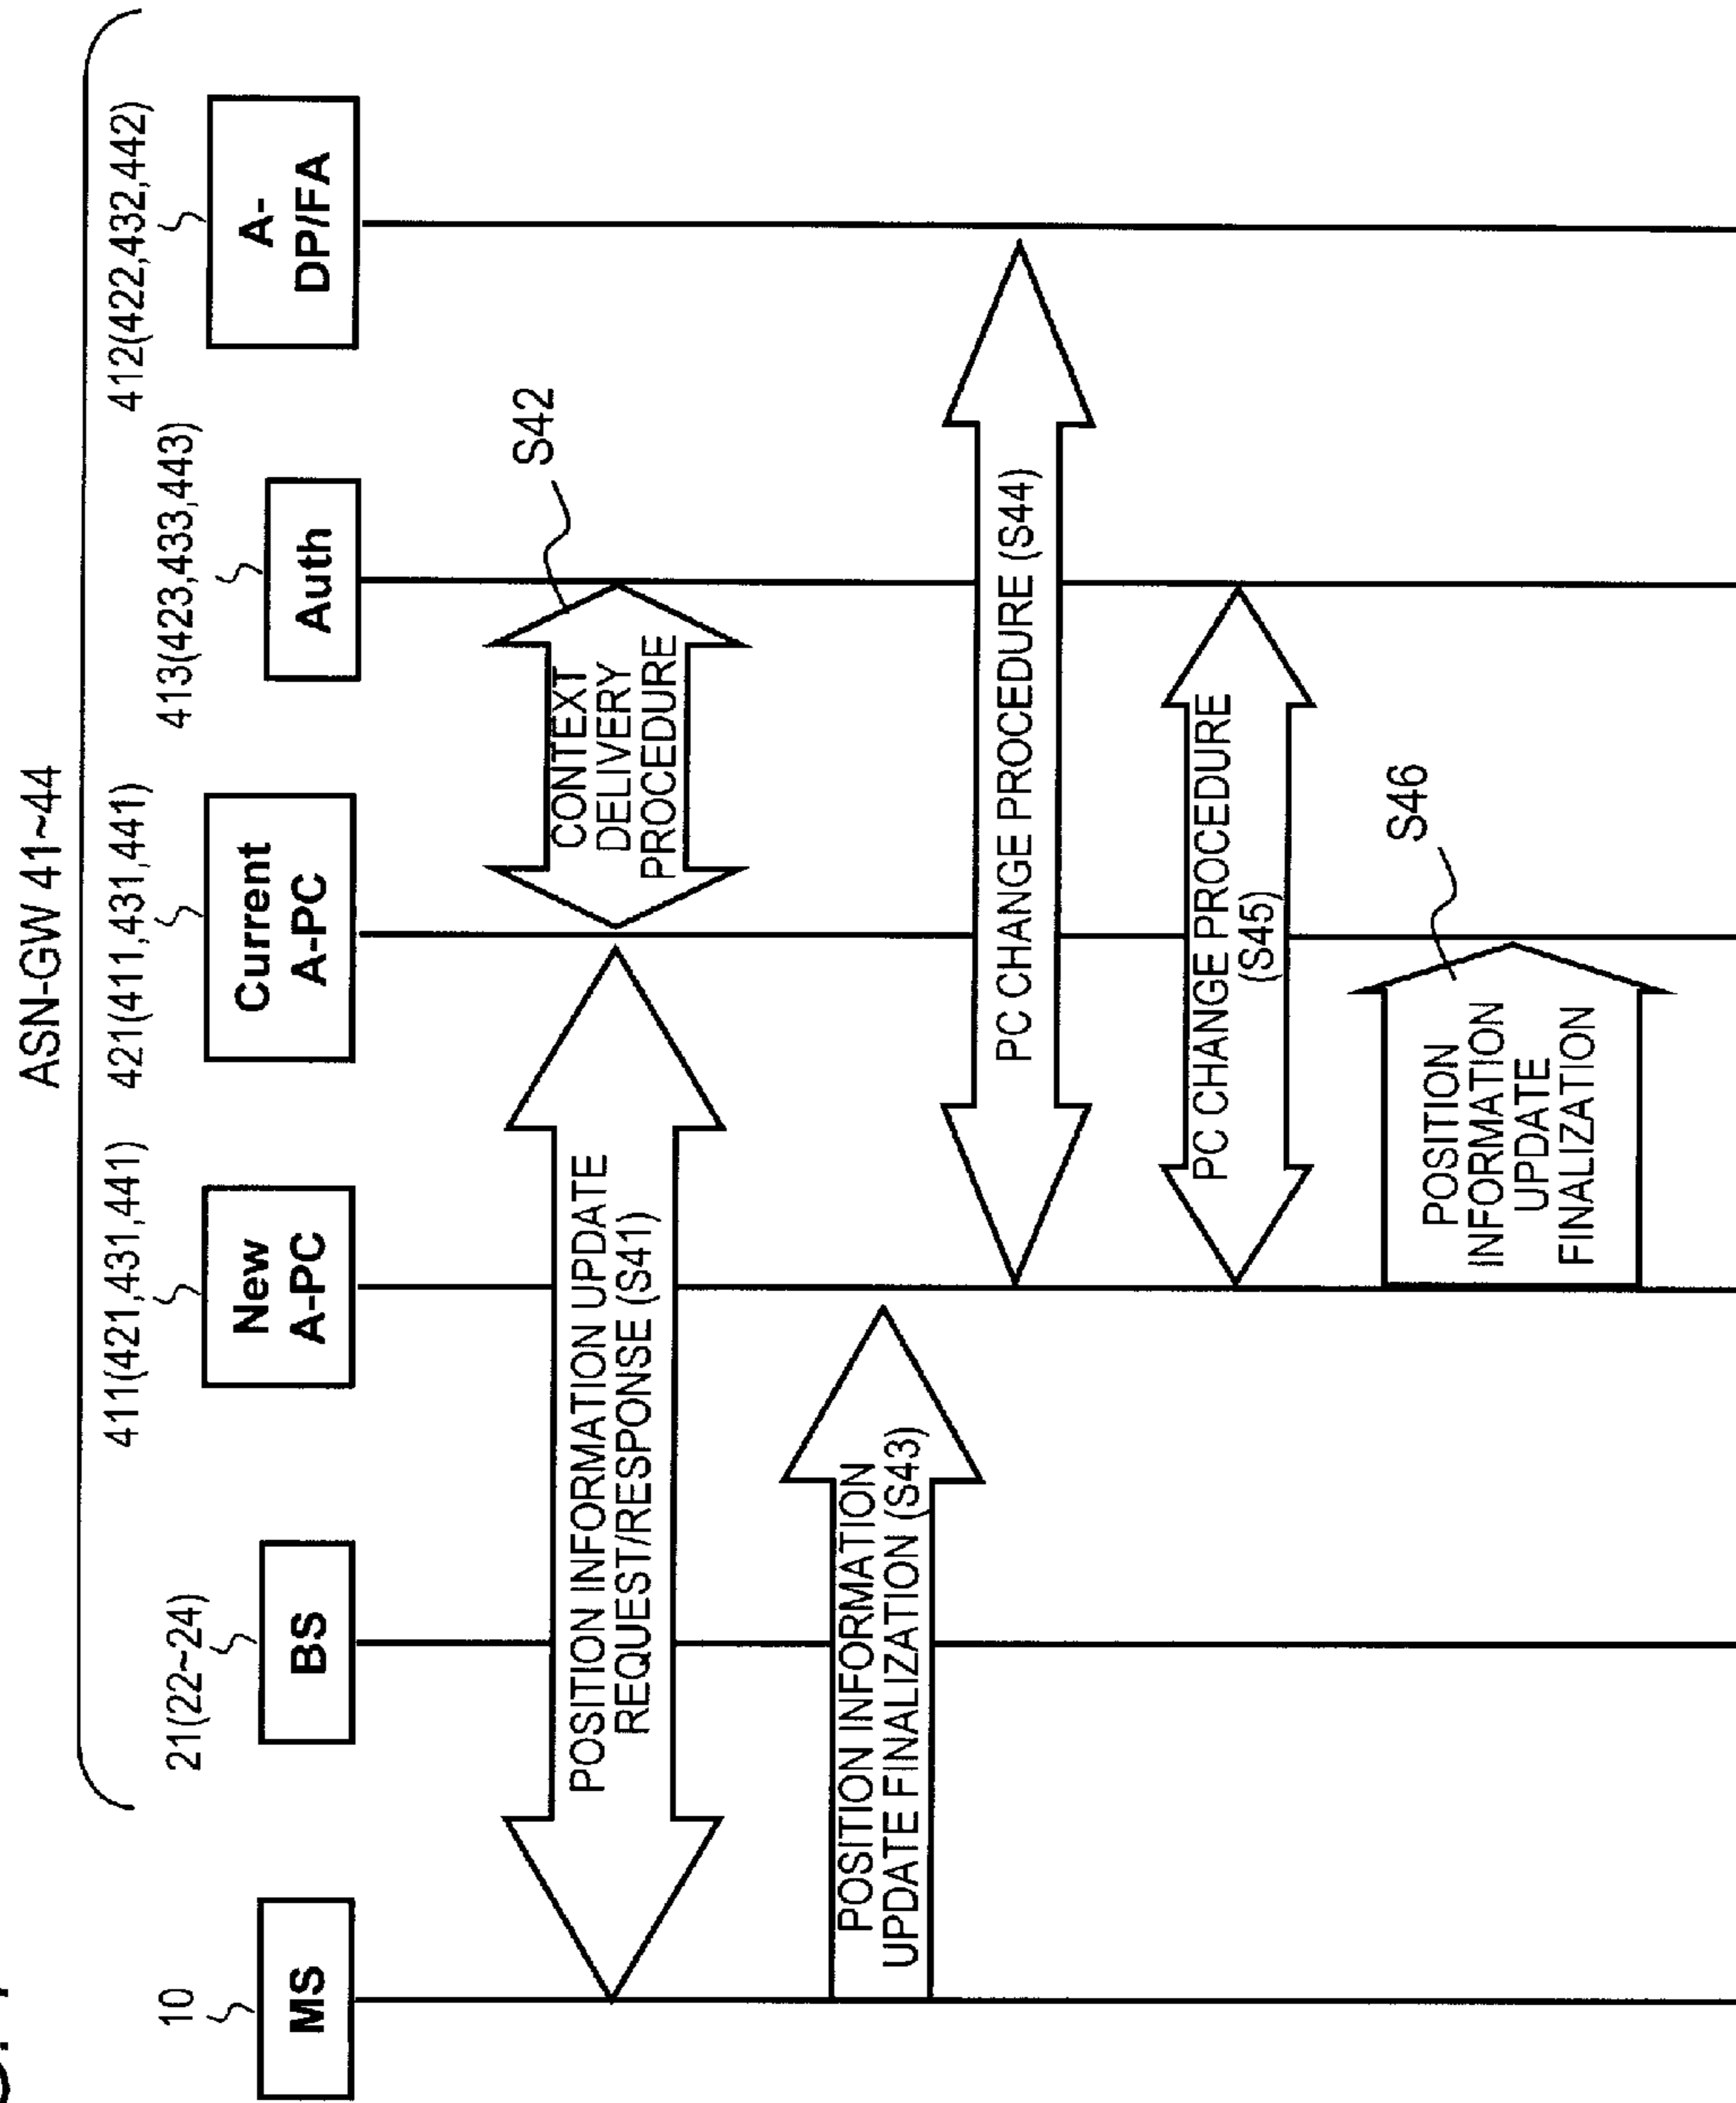 ASN-GW 41~44
10
21(22~24)
411(421,431,441)
421(411,431,441)
413(423,433,443)
412(422,432,442)
MS
BS
New
A-PC
Current
A-PC
Auth
A-
DP/FA
POSITION INFORMATION UPDATE
REQUEST/RESPONSE (S41)
CONTEXT
DELIVERY
PROCEDURE
S42
POSITION INFORMATION
UPDATE FINALIZATION (S43)
PC CHANGE PROCEDURE (S44)
PC CHANGE PROCEDURE
(S45)
POSITION
INFORMATION
UPDATE
FINALIZATION
S46